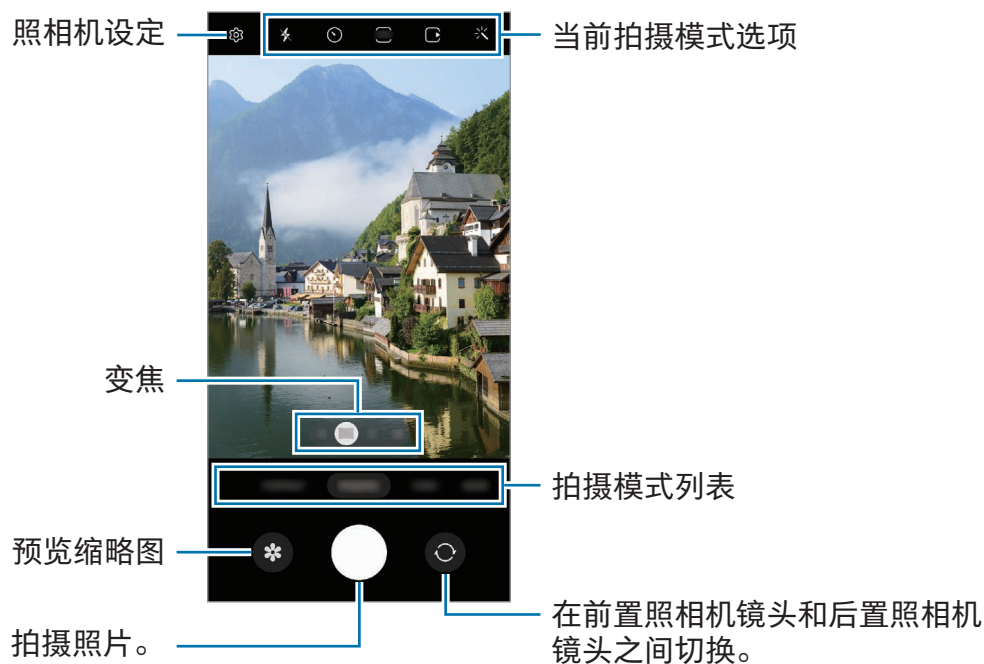 照相机设定
当前拍摄模式选项
变焦
拍摄模式列表
预览缩略图
拍摄照片。
在前置照相机镜头和后置照相机
镜头之间切换。